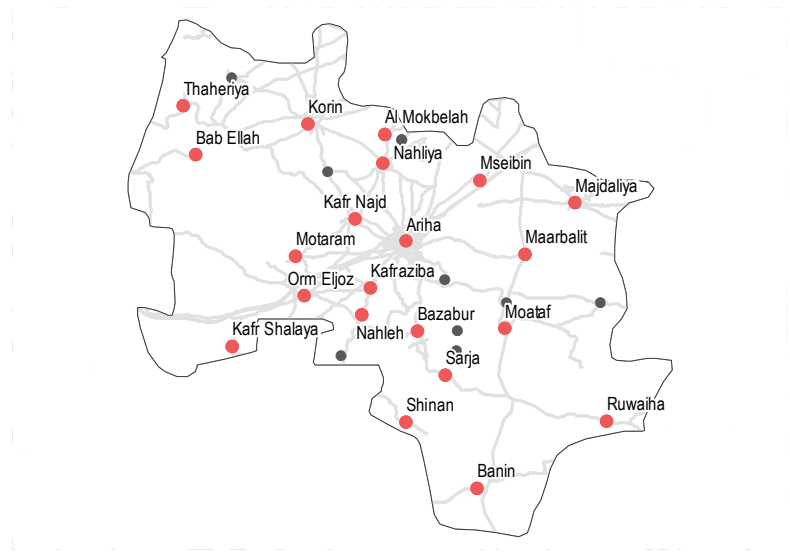 Thaheriya
Korin
Al Mokbelah
Bab Ellah
Nahliya
Mseibin
Majdaliya
Kafr Najd
Ariha
Motaram
Maarbalit
Kafraziba
Orm Eljoz
Bazabur
Moataf
Kafr Shalaya
Nahleh
Sarja
Shinan
Ruwaiha
Banin